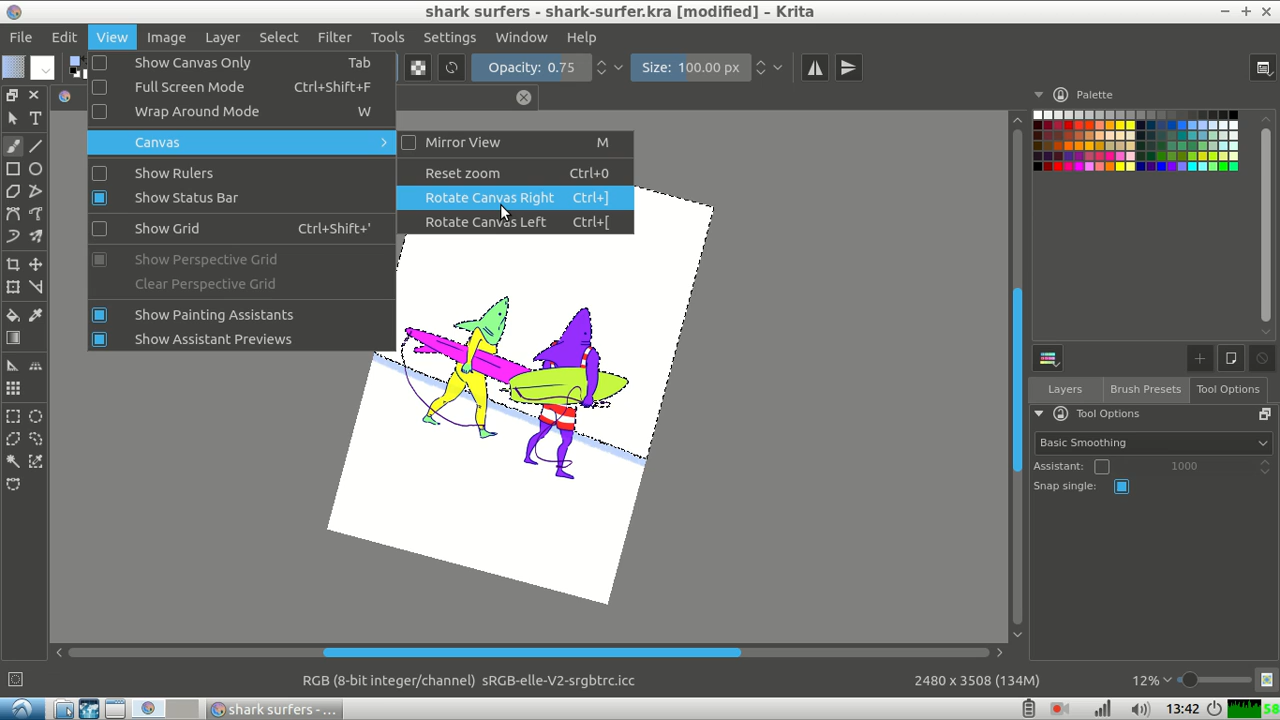 shark surfers - shark-surfer.kra [modified] – Krita
File Edit View Image Layer Select Filter Tools Settings Window Help
Opacity: 0.75 Size: 100.00 px
Show Canvas Only Tab
Full Screen Mode Ctrl+Shift+F
Wrap Around Mode W
Canvas
Show Rulers
Show Status Bar
Show Grid Ctrl+Shift+'
Show Perspective Grid
Clear Perspective Grid
Show Painting Assistants
Show Assistant Previews
Mirror View M
Reset zoom Ctrl+0
Rotate Canvas Right Ctrl+]
Rotate Canvas Left Ctrl+[
Palette
Layers Brush Presets Tool Options
Tool Options
Basic Smoothing
Assistant: 1000
Snap single:
RGB (8-bit integer/channel) sRGB-elle-V2-srgbtrc.icc 2480 x 3508 (134M) 12%
shark surfers - ... 13:42 58